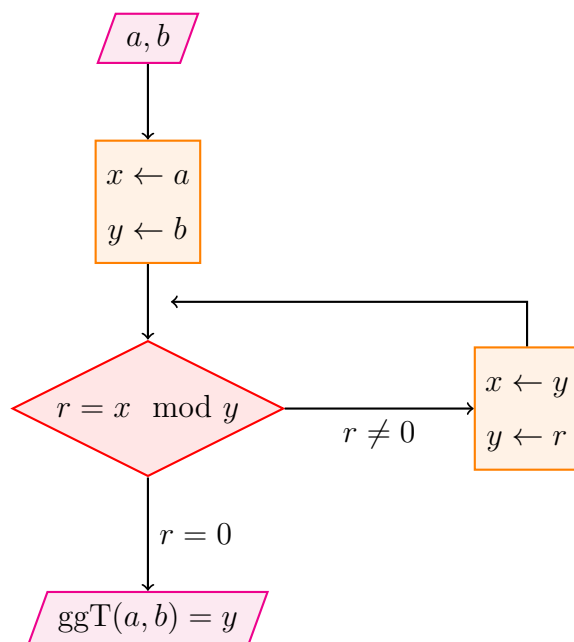 a, b
x ← a
y ← b
r = x mod y
r ≠ 0
x ← y
y ← r
r = 0
ggT(a, b) = y